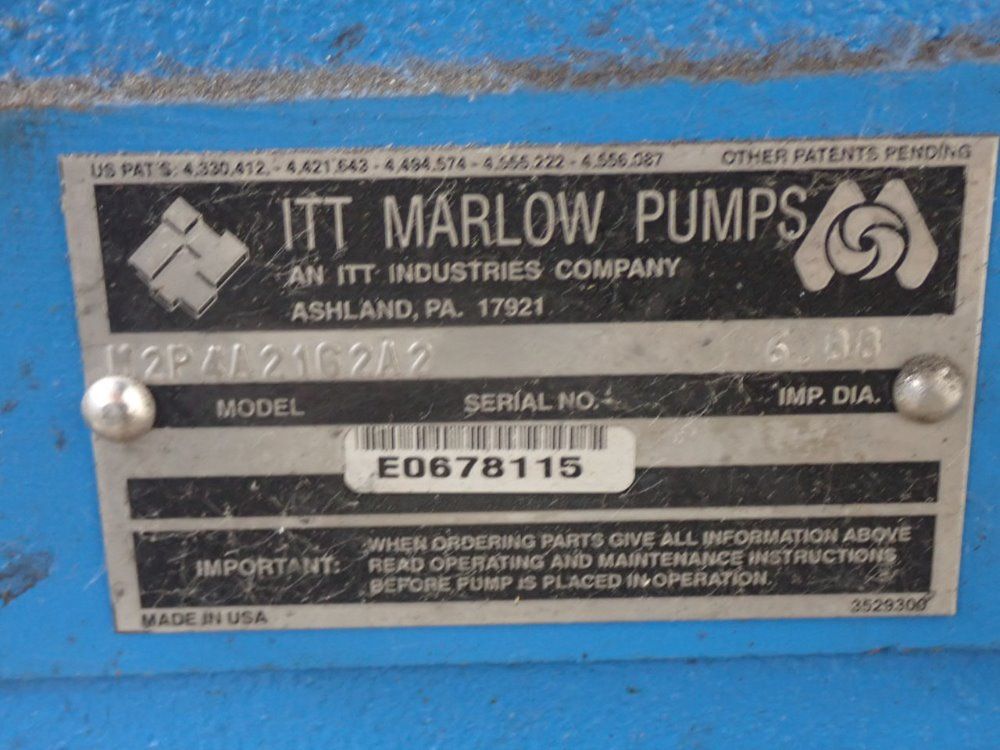 US PAT'S: 4,330,412, - 4,421,643 - 4,494,574 - 4,555,222 - 4,556,087 OTHER PATENTS PENDING
ITT MARLOW PUMPS
AN ITT INDUSTRIES COMPANY
ASHLAND, PA. 17921
6.88
MODEL SERIAL NO. IMP. DIA.
E0678115
IMPORTANT: WHEN ORDERING PARTS GIVE ALL INFORMATION ABOVE
READ OPERATING AND MAINTENANCE INSTRUCTIONS
BEFORE PUMP IS PLACED IN OPERATION.
MADE IN USA 3529300